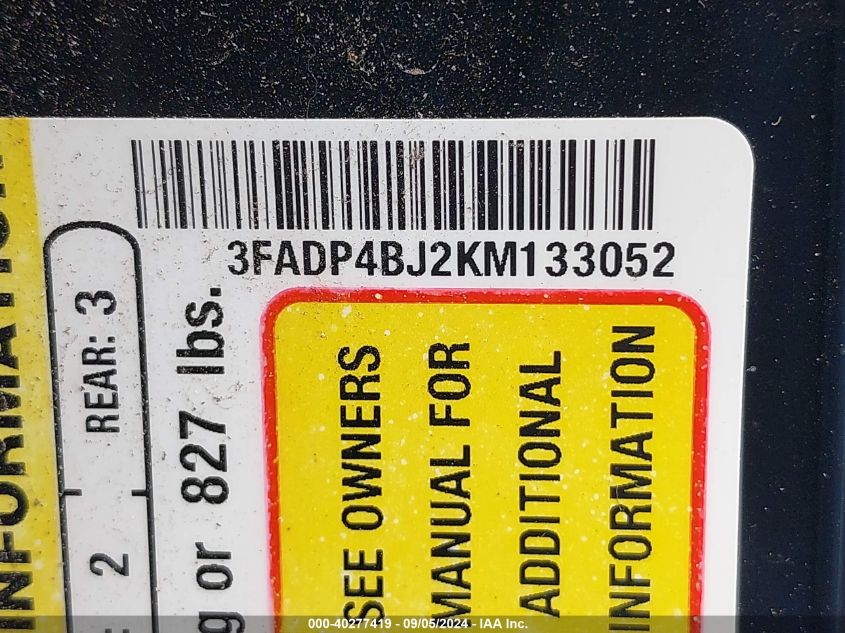 3FADP4BJ2KM133052
INFORMATION
2 REAR: 3
or 827 lbs.
SEE OWNERS
MANUAL FOR
ADDITIONAL
INFORMATION
000-40277419 - 09/05/2024 - IAA Inc.